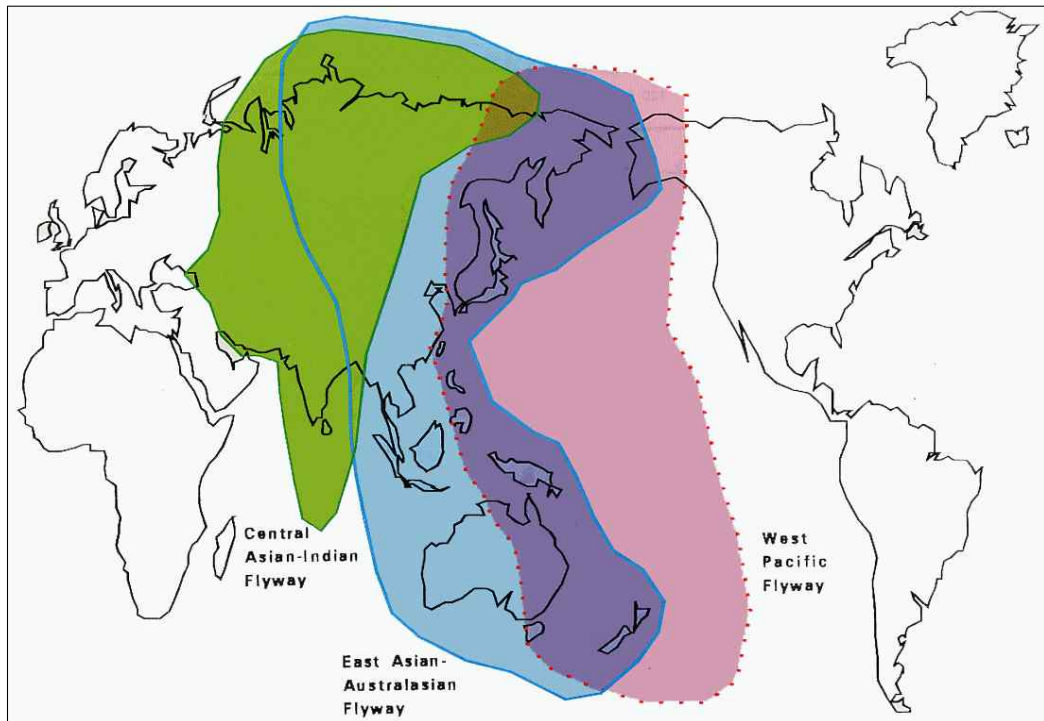 Central
Asian-Indian
Flyway
East Asian-
Australasian
Flyway
West
Pacific
Flyway